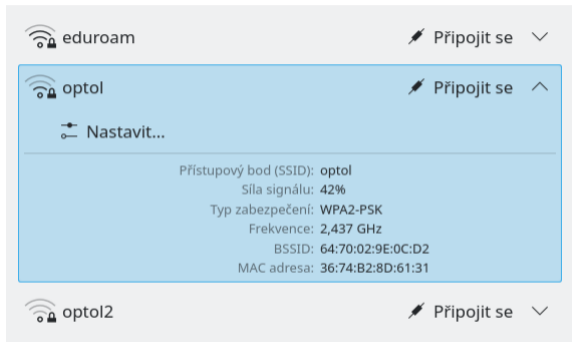 eduroam Připojit se
optol Připojit se
Nastavit...
Přístupový bod (SSID): optol
Síla signálu: 42%
Typ zabezpečení: WPA2-PSK
Frekvence: 2,437 GHz
BSSID: 64:70:02:9E:0C:D2
MAC adresa: 36:74:B2:8D:61:31
optol2 Připojit se